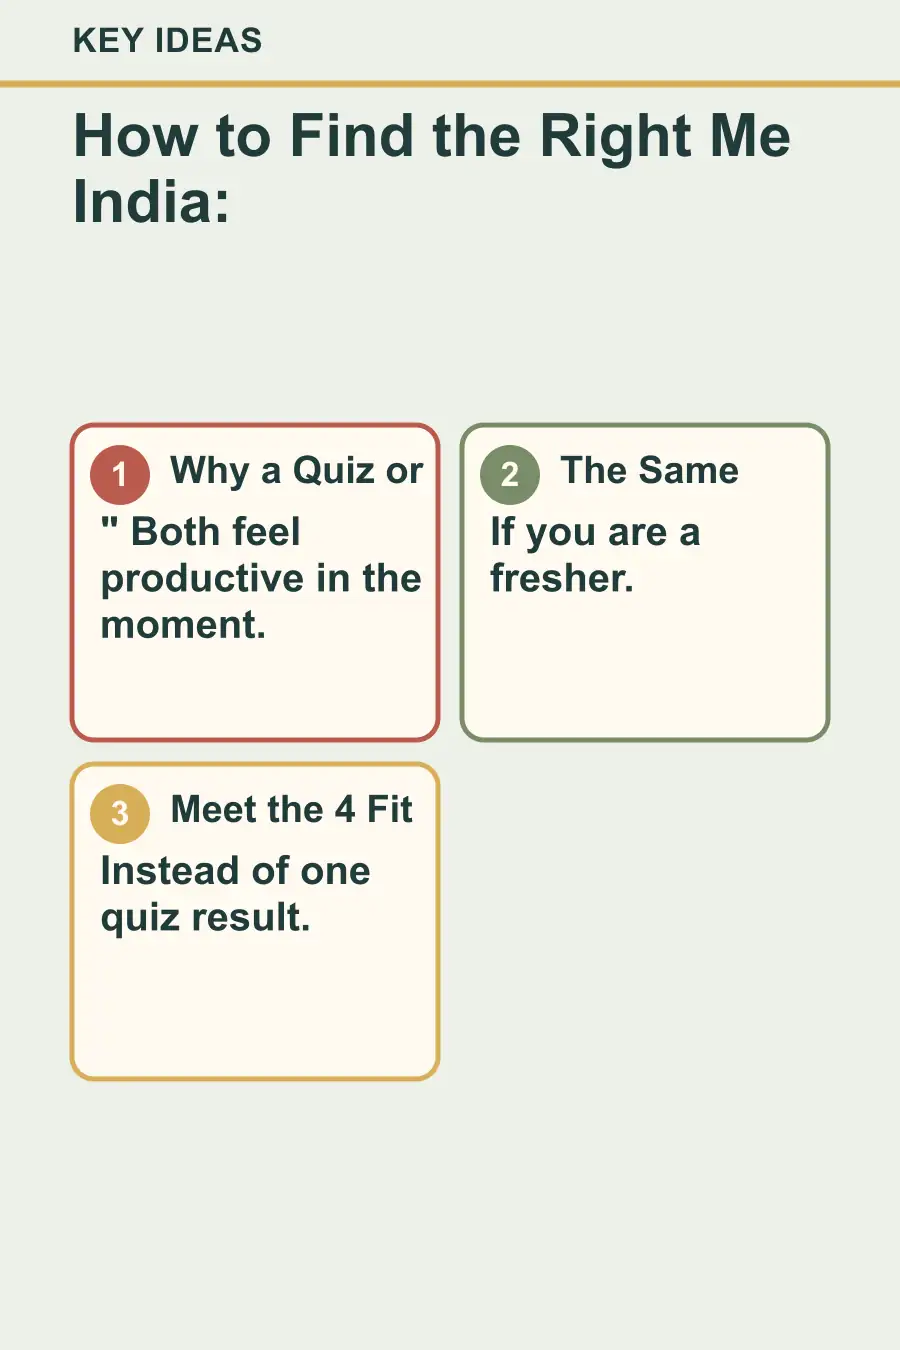 KEY IDEAS
How to Find the Right Me
India:
1 Why a Quiz or
" Both feel
productive in the
moment.
2 The Same
If you are a
fresher.
3 Meet the 4 Fit
Instead of one
quiz result.